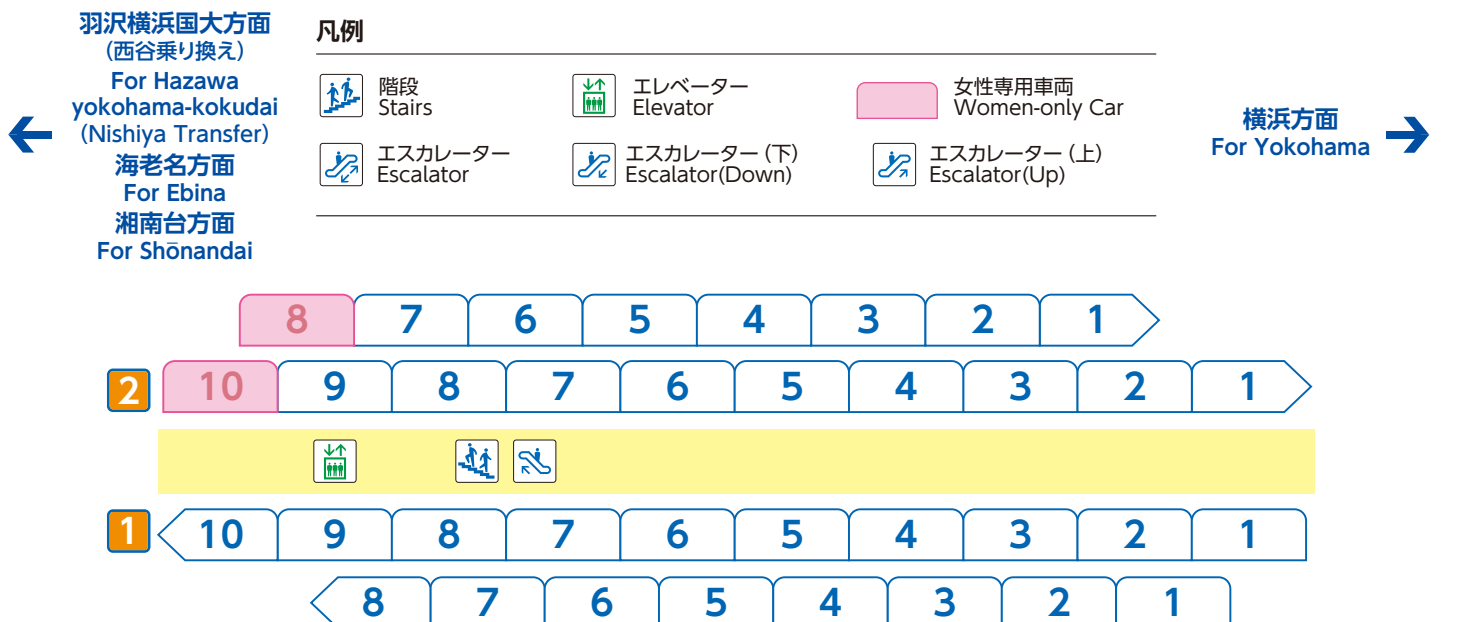 羽沢横浜国大方面
(西谷乗り換え)
For Hazawa
yokohama-kokudai
(Nishiya Transfer)
海老名方面
For Ebina
湘南台方面
For Shōnandai
凡例
階段
Stairs
エレベーター
Elevator
女性専用車両
Women-only Car
エスカレーター
Escalator
エスカレーター (下)
Escalator(Down)
エスカレーター (上)
Escalator(Up)
横浜方面
For Yokohama
8 7 6 5 4 3 2 1
2 10 9 8 7 6 5 4 3 2 1
1 10 9 8 7 6 5 4 3 2 1
8 7 6 5 4 3 2 1